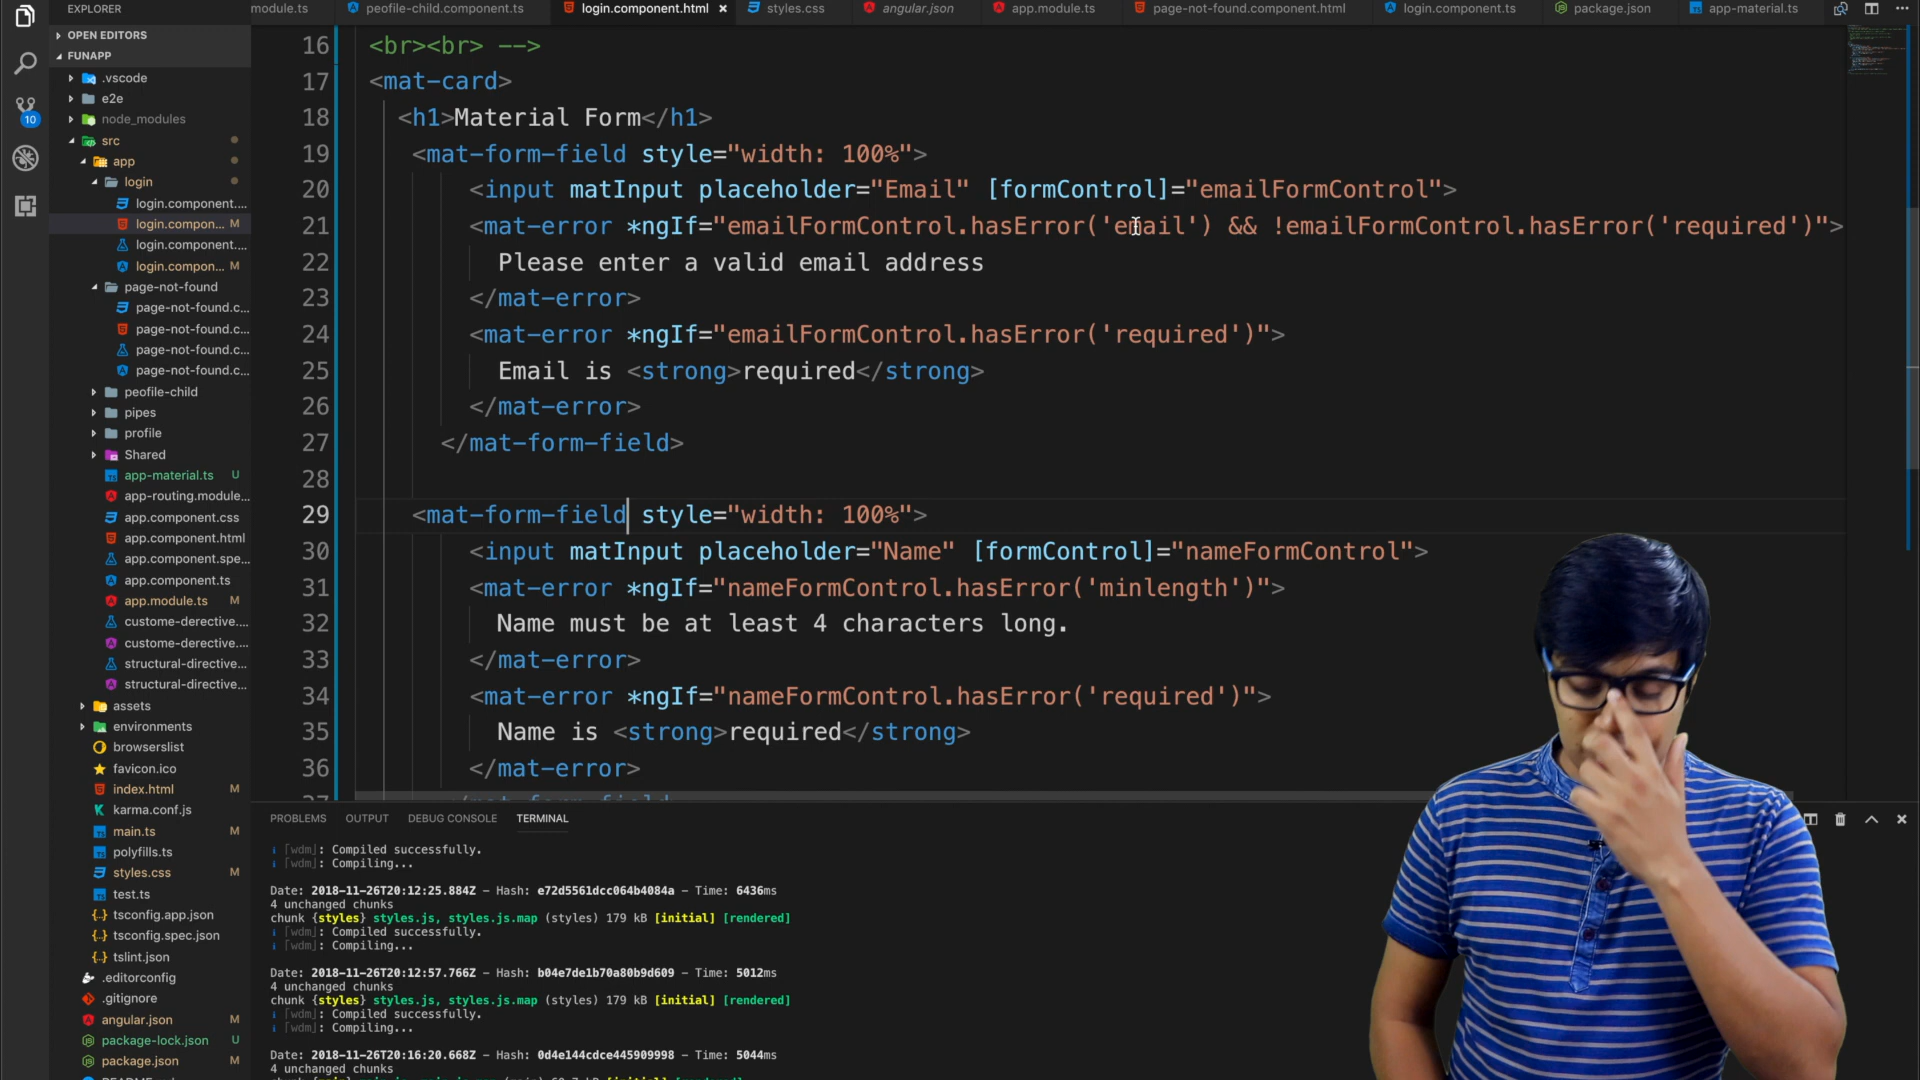 EXPLORER
module.ts
peofile-child.component.ts
login.component.html
styles.css
angular.json
app.module.ts
page-not-found.component.html
login.component.ts
package.json
app-material.ts
OPEN EDITORS
FUNAPP
.vscode
e2e
node_modules
src
app
login
login.component....
login.compon... M
login.component....
login.compon... M
page-not-found
page-not-found.c...
page-not-found.c...
page-not-found.c...
page-not-found.c...
peofile-child
pipes
profile
Shared
app-material.ts U
app-routing.module...
app.component.css
app.component.html
app.component.spe...
app.component.ts
app.module.ts M
custome-derective....
custome-derective....
structural-directive...
structural-directive...
assets
environments
browserslist
favicon.ico
index.html M
karma.conf.js
main.ts M
polyfills.ts
styles.css M
test.ts
tsconfig.app.json
tsconfig.spec.json
tslint.json
.editorconfig
.gitignore
angular.json M
package-lock.json U
package.json M
10
16 <br><br> -->
17 <mat-card>
18 <h1>Material Form</h1>
19 <mat-form-field style="width: 100%">
20 <input matInput placeholder="Email" [formControl]="emailFormControl">
21 <mat-error *ngIf="emailFormControl.hasError('email') && !emailFormControl.hasError('required')">
22 Please enter a valid email address
23 </mat-error>
24 <mat-error *ngIf="emailFormControl.hasError('required')">
25 Email is <strong>required</strong>
26 </mat-error>
27 </mat-form-field>
28
29 <mat-form-field style="width: 100%">
30 <input matInput placeholder="Name" [formControl]="nameFormControl">
31 <mat-error *ngIf="nameFormControl.hasError('minlength')">
32 Name must be at least 4 characters long.
33 </mat-error>
34 <mat-error *ngIf="nameFormControl.hasError('required')">
35 Name is <strong>required</strong>
36 </mat-error>
PROBLEMS OUTPUT DEBUG CONSOLE TERMINAL
i ｢wdm｣: Compiled successfully.
i ｢wdm｣: Compiling...
Date: 2018-11-26T20:12:25.884Z - Hash: e72d5561dcc064b4084a - Time: 6436ms
4 unchanged chunks
chunk {styles} styles.js, styles.js.map (styles) 179 kB [initial] [rendered]
i ｢wdm｣: Compiled successfully.
i ｢wdm｣: Compiling...
Date: 2018-11-26T20:12:57.766Z - Hash: b04e7de1b70a80b9d609 - Time: 5012ms
4 unchanged chunks
chunk {styles} styles.js, styles.js.map (styles) 179 kB [initial] [rendered]
i ｢wdm｣: Compiled successfully.
i ｢wdm｣: Compiling...
Date: 2018-11-26T20:16:20.668Z - Hash: 0d4e144cdce445909998 - Time: 5044ms
4 unchanged chunks